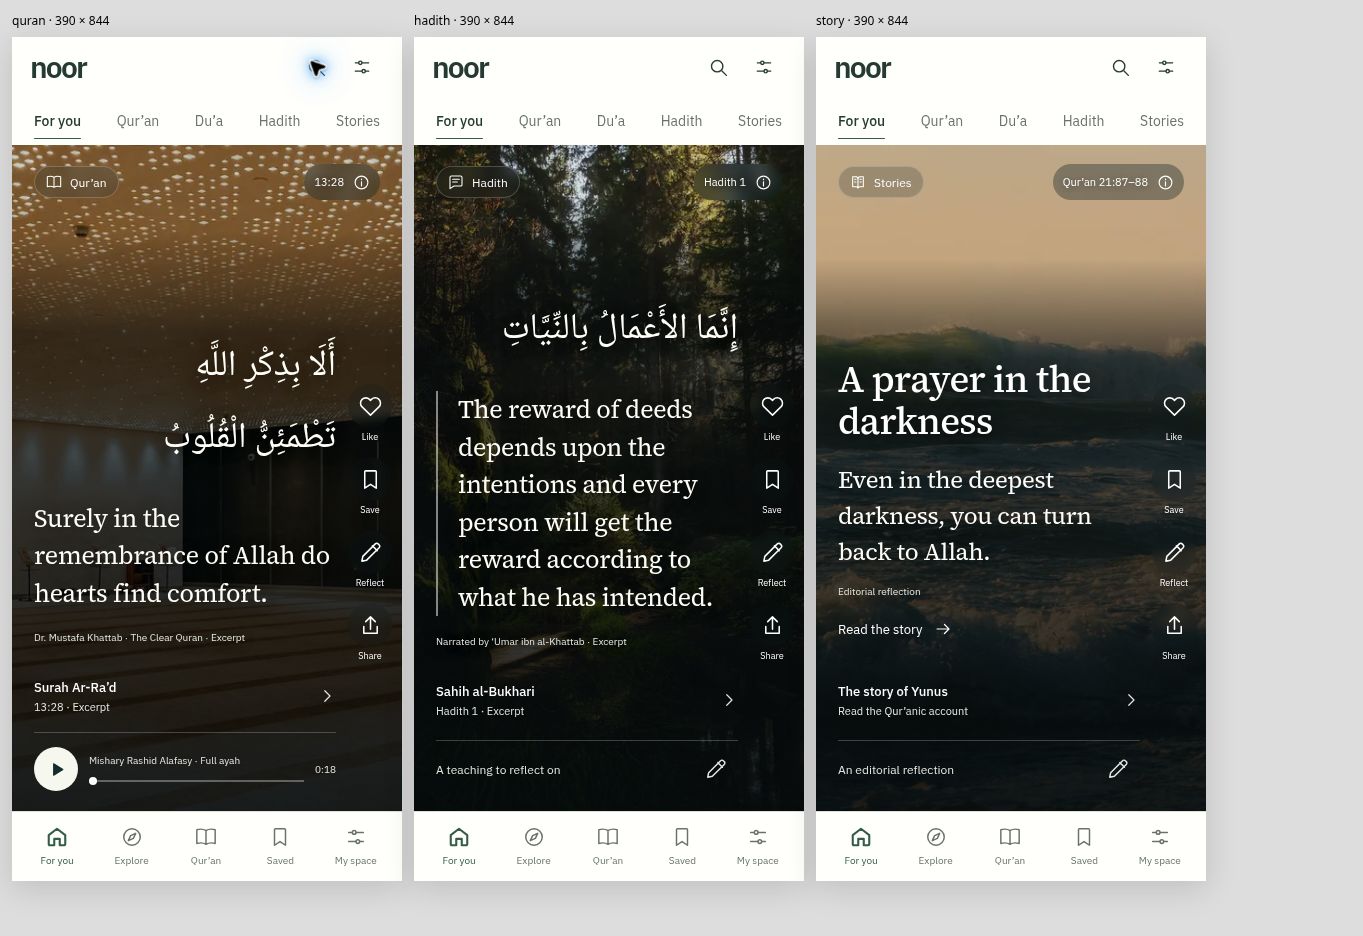 quran · 390 × 844
noor
For you
Qur’an
Du’a
Hadith
Stories
Qur’an
13:28
أَلَا بِذِكْرِ اللَّهِ
تَطْمَئِنُّ الْقُلُوبُ
Surely in the
remembrance of Allah do
hearts find comfort.
Dr. Mustafa Khattab · The Clear Quran · Excerpt
Surah Ar-Ra’d
13:28 · Excerpt
Mishary Rashid Alafasy · Full ayah
0:18
Like
Save
Reflect
Share
For you
Explore
Qur’an
Saved
My space
hadith · 390 × 844
noor
For you
Qur’an
Du’a
Hadith
Stories
Hadith
Hadith 1
إِنَّمَا الأَعْمَالُ بِالنِّيَّاتِ
The reward of deeds
depends upon the
intentions and every
person will get the
reward according to
what he has intended.
Narrated by ‘Umar ibn al-Khattab · Excerpt
Sahih al-Bukhari
Hadith 1 · Excerpt
A teaching to reflect on
Like
Save
Reflect
Share
For you
Explore
Qur’an
Saved
My space
story · 390 × 844
noor
For you
Qur’an
Du’a
Hadith
Stories
Stories
Qur’an 21:87–88
A prayer in the
darkness
Even in the deepest
darkness, you can turn
back to Allah.
Editorial reflection
Read the story
The story of Yunus
Read the Qur’anic account
An editorial reflection
Like
Save
Reflect
Share
For you
Explore
Qur’an
Saved
My space